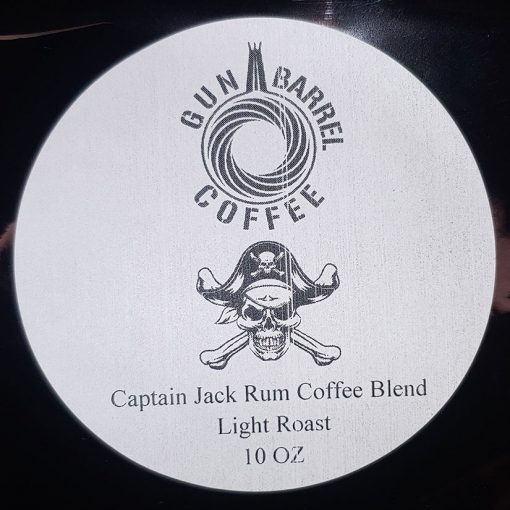 GUN BARREL
COFFEE
Captain Jack Rum Coffee Blend
Light Roast
10 OZ